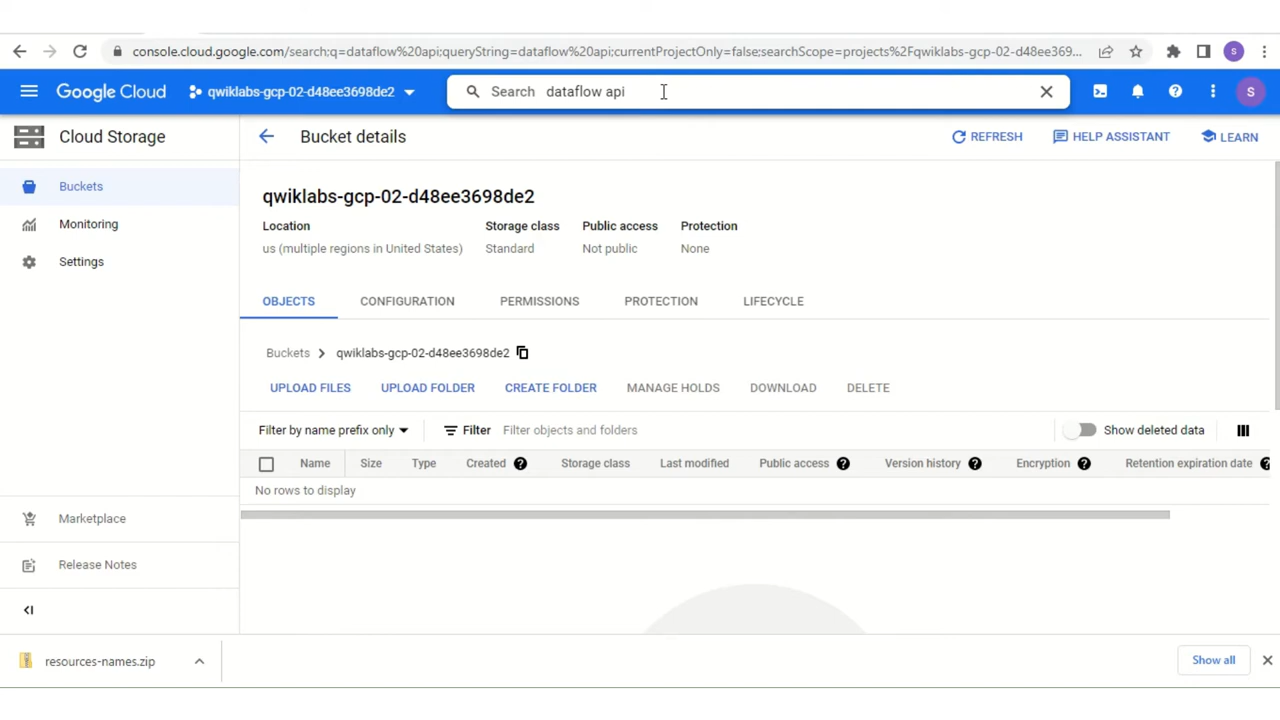 console.cloud.google.com/search;q=dataflow%20api;queryString=dataflow%20api;currentProjectOnly=false;searchScope=projects%2Fqwiklabs-gcp-02-d48ee369... S
Google Cloud qwiklabs-gcp-02-d48ee3698de2 Search dataflow api S
Cloud Storage Bucket details REFRESH HELP ASSISTANT LEARN
Buckets
Monitoring
Settings
qwiklabs-gcp-02-d48ee3698de2
Location Storage class Public access Protection
us (multiple regions in United States) Standard Not public None
OBJECTS CONFIGURATION PERMISSIONS PROTECTION LIFECYCLE
Buckets > qwiklabs-gcp-02-d48ee3698de2
UPLOAD FILES UPLOAD FOLDER CREATE FOLDER MANAGE HOLDS DOWNLOAD DELETE
Filter by name prefix only Filter Filter objects and folders Show deleted data
Name Size Type Created Storage class Last modified Public access Version history Encryption Retention expiration date
No rows to display
Marketplace
Release Notes
resources-names.zip Show all